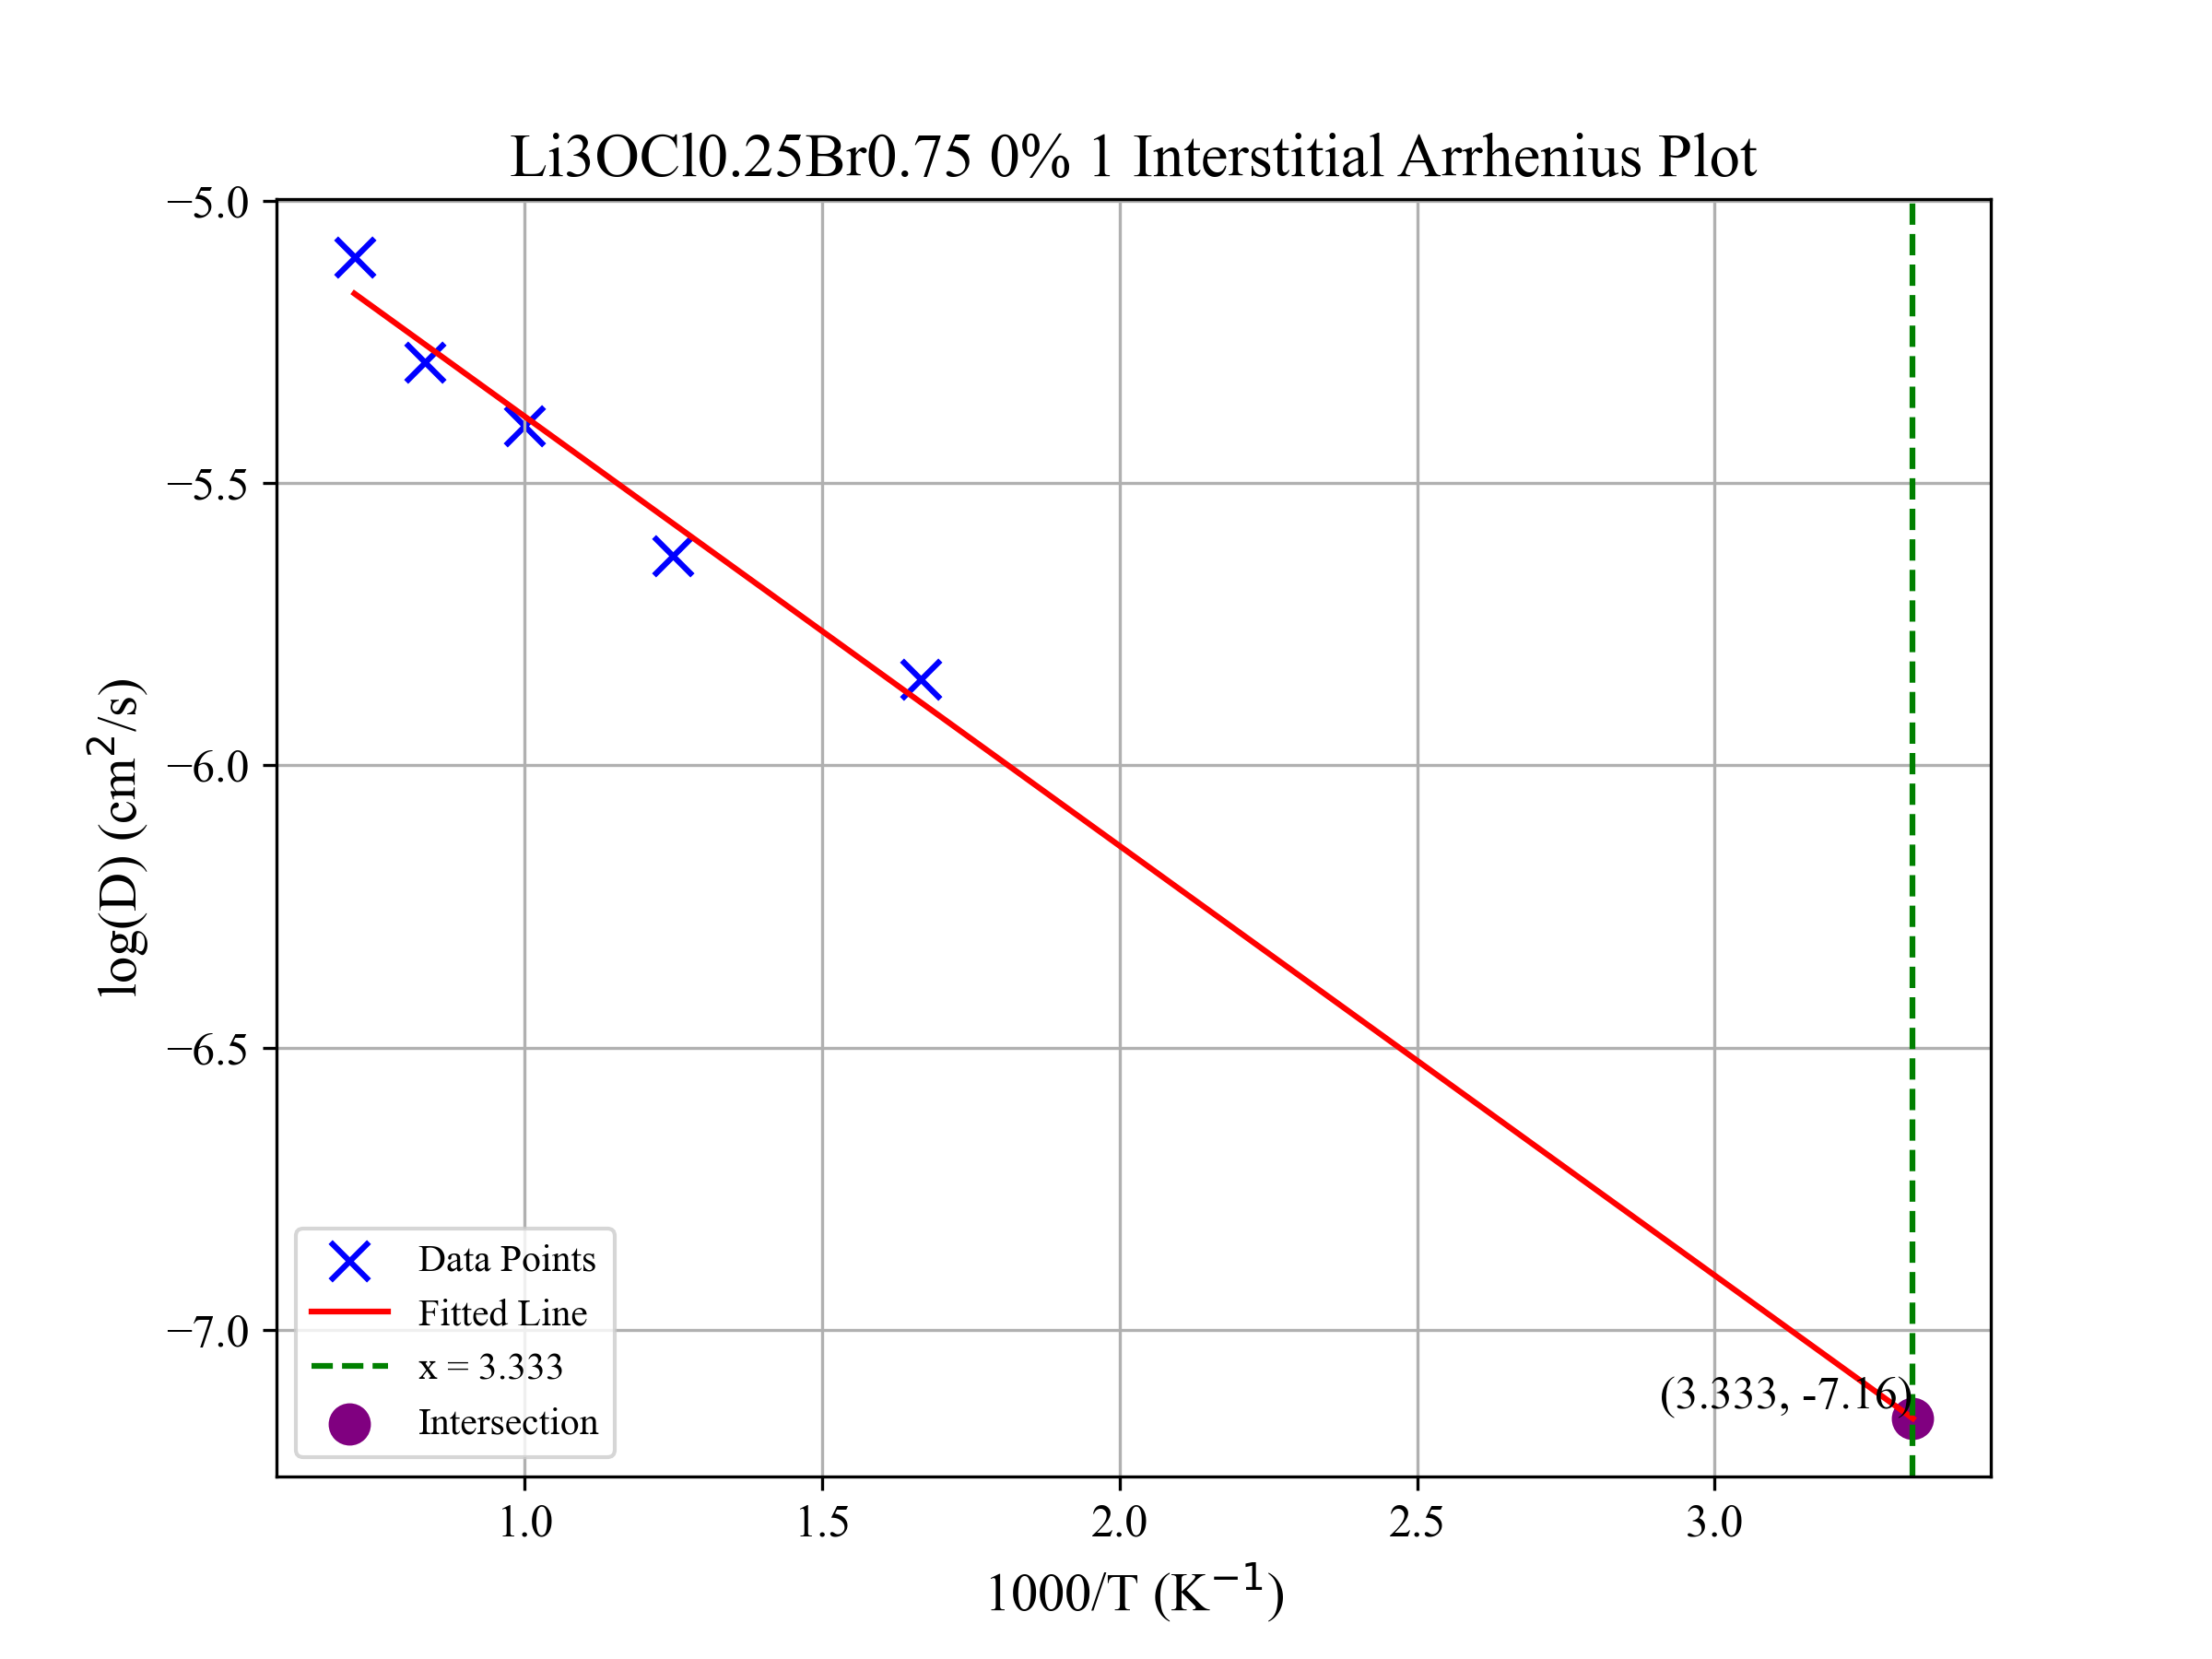 Li3OCl0.25Br0.75 0% 1 Interstitial Arrhenius Plot
−5.0
−5.5
−6.0
−6.5
−7.0
log(D) (cm²/s)
(3.333, -7.16)
Data Points
Fitted Line
x = 3.333
Intersection
1.0 1.5 2.0 2.5 3.0
1000/T (K⁻¹)